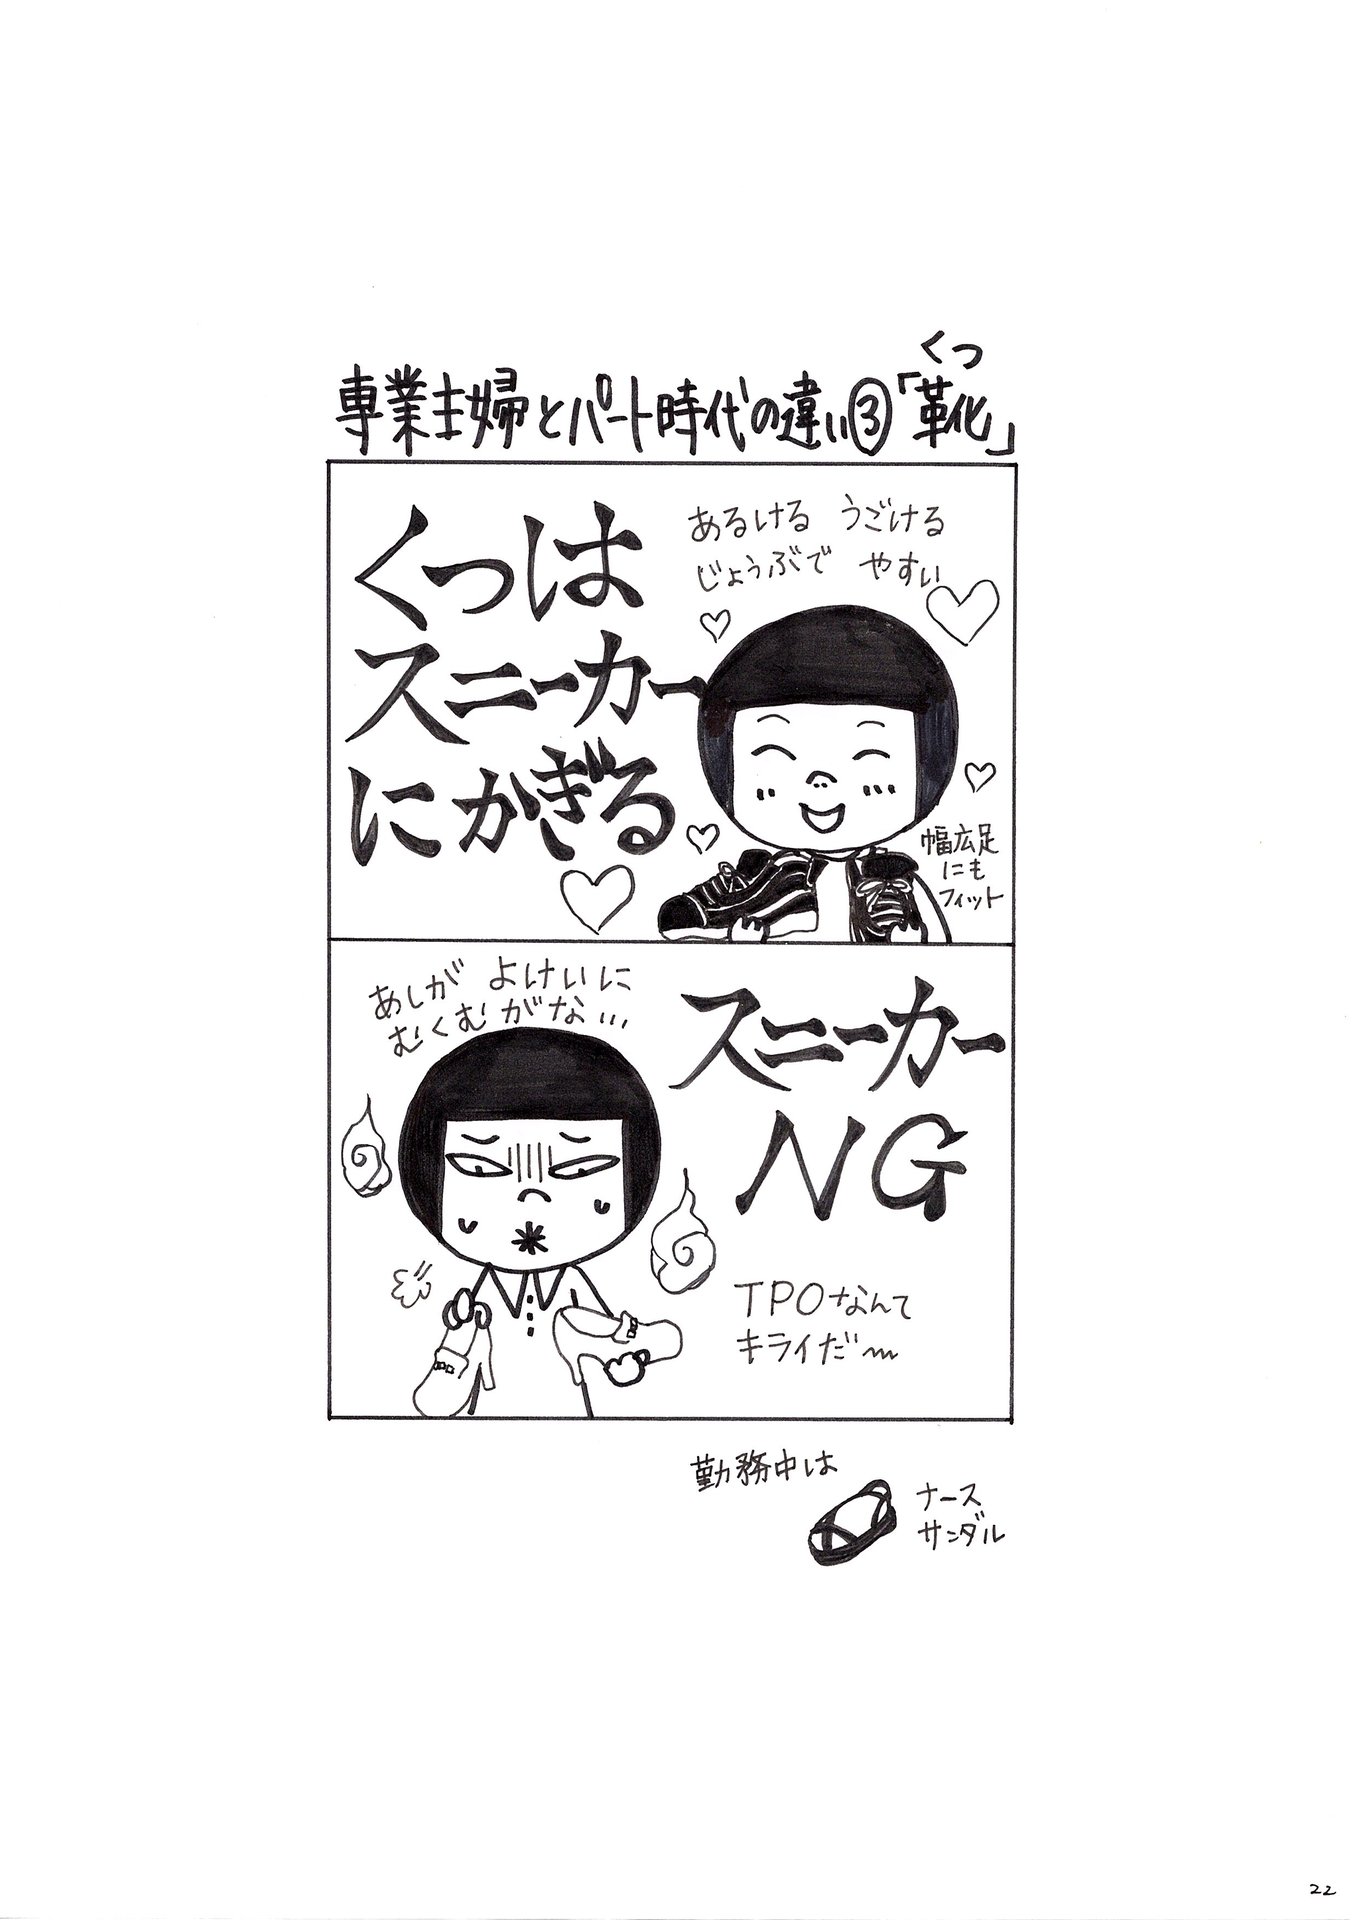 くつ
専業主婦とパート時代の違い③「靴」
くつは
スニーカー
にかぎる
あるける うごける
じょうぶで やすい
幅広足
にも
フィット
あしが よけいに
むくむがな…
スニーカー
NG
TPOなんて
キライだ〜
勤務中は
ナース
サンダル
22